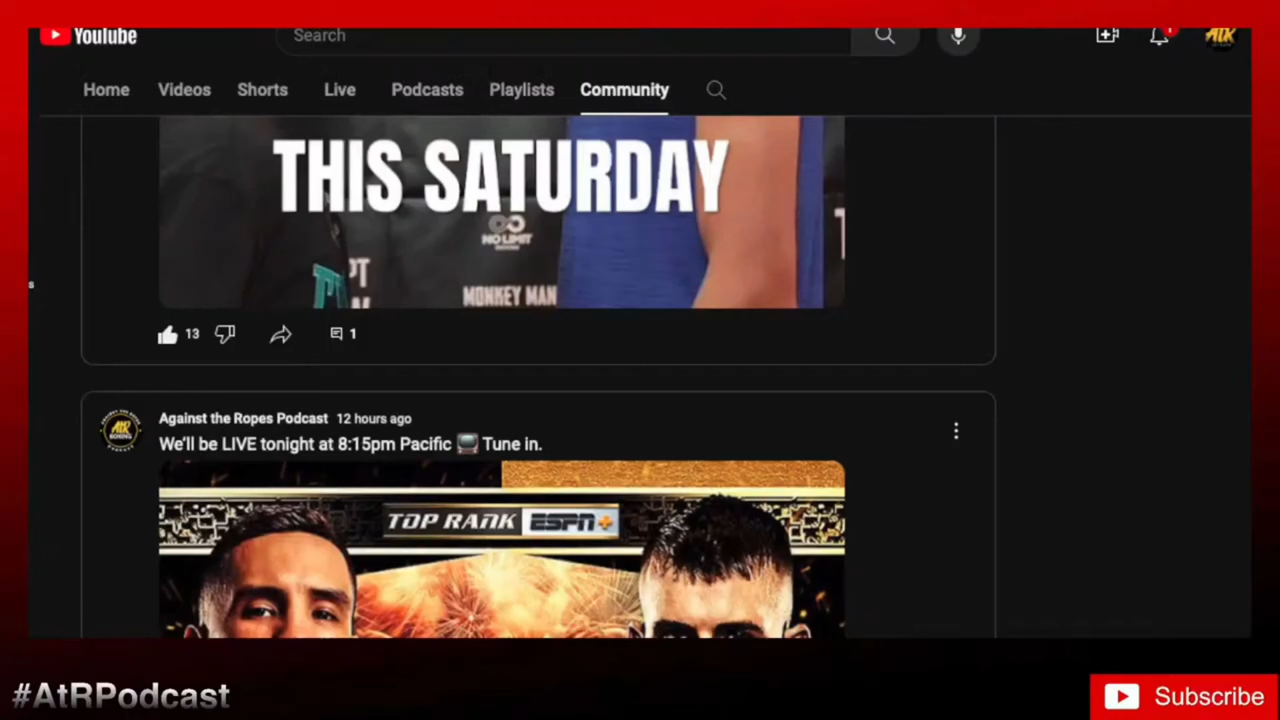 YouTube
Search
1
ATR
Home Videos Shorts Live Podcasts Playlists Community
THIS SATURDAY
NO LIMIT
MONKEY MAN
13 1
Against the Ropes Podcast 12 hours ago
We'll be LIVE tonight at 8:15pm Pacific 📺 Tune in.
TOP RANK ESPN+
#AtRPodcast
Subscribe